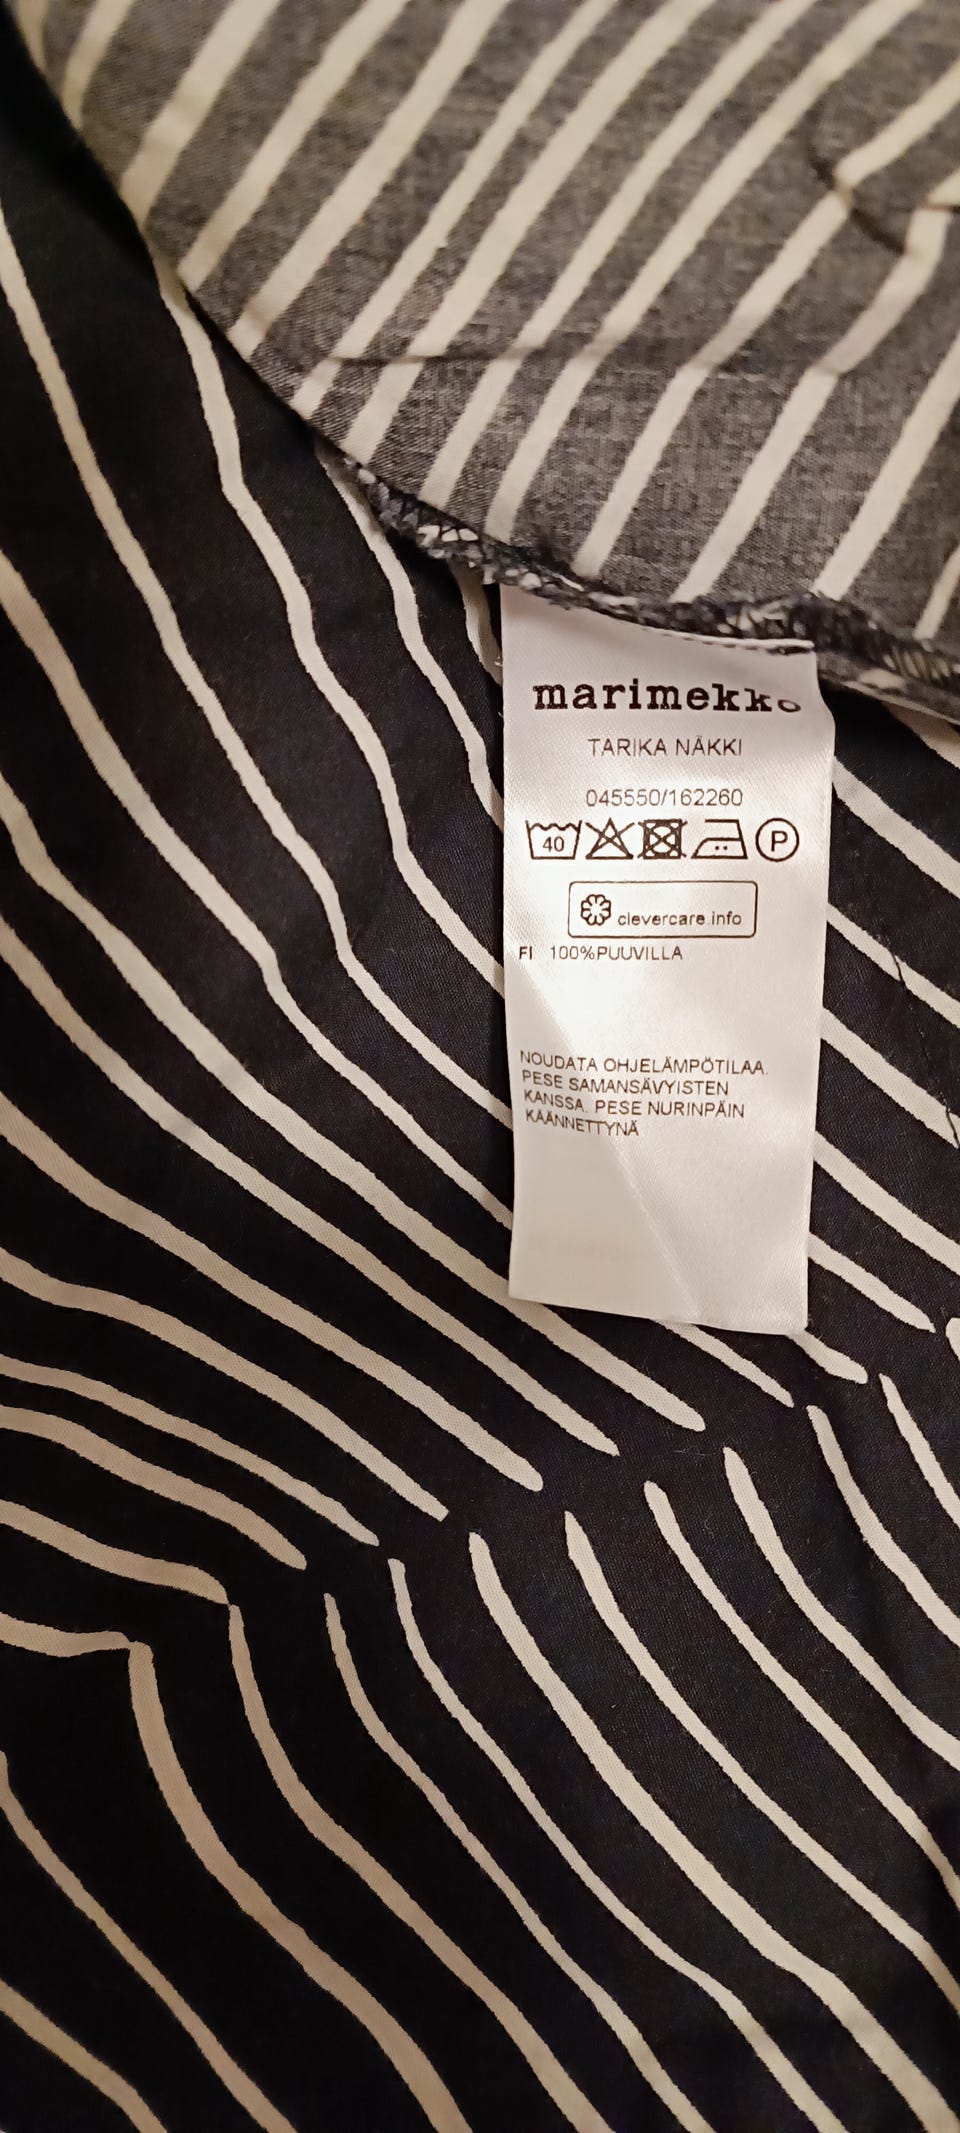 marimekko
TARIKA NÄKKI
045550/162260
40 P
clevercare.info
FI 100%PUUVILLA
NOUDATA OHJELÄMPÖTILAA.
PESE SAMANSÄVYISTEN
KANSSA. PESE NURINPÄIN
KÄÄNNETTYNÄ